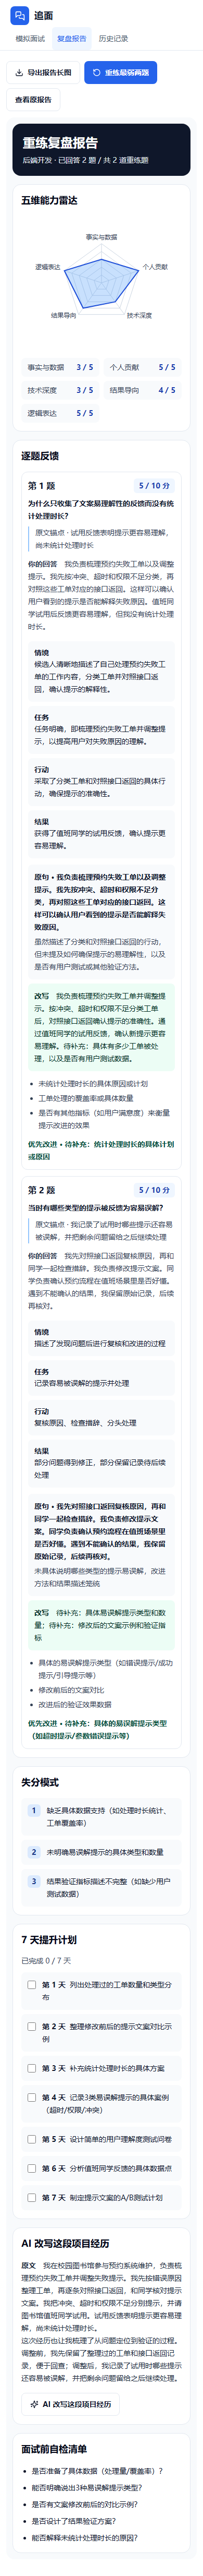 追面
模拟面试
复盘报告
历史记录
导出报告长图
重练最弱两题
查看原报告
重练复盘报告
后端开发 · 已回答 2 题 / 共 2 道重练题
五维能力雷达
事实与数据
逻辑表达
个人贡献
结果导向
技术深度
事实与数据 3 / 5
个人贡献 5 / 5
技术深度 3 / 5
结果导向 4 / 5
逻辑表达 5 / 5
逐题反馈
第 1 题
5 / 10 分
为什么只收集了文案易理解性的反馈而没有统
计处理时长？
原文锚点 · 试用反馈表明提示更容易理解，
尚未统计处理时长
你的回答 我负责梳理预约失败工单以及调整
提示。我先按冲突、超时和权限不足分类，再
对照这些工单对应的接口返回。这样可以确认
用户看到的提示是否能解释失败原因。值班同
学试用后反馈更容易理解，但我没有统计处理
时长。
情境
候选人清晰地描述了自己处理预约失败工
单的工作内容，分类工单并对照接口返
回，确认提示的解释性。
任务
任务明确，即梳理预约失败工单并调整提
示，以提高用户对失败原因的理解。
行动
采取了分类工单和对照接口返回的具体行
动，确保提示的准确性。
结果
获得了值班同学的试用反馈，确认提示更
容易理解。
原句 · 我负责梳理预约失败工单以及调整
提示。我先按冲突、超时和权限不足分
类，再对照这些工单对应的接口返回。这
样可以确认用户看到的提示是否能解释失
败原因。
虽然描述了分类和对照接口返回的行动，
但未提及如何确保提示的易理解性，以及
是否有用户测试或其他验证方法。
改写 我负责梳理预约失败工单并调整提
示。按冲突、超时和权限不足分类工单
后，对照接口返回确认提示的准确性。通
过值班同学的试用反馈，确认新提示更容
易理解。待补充：具体有多少工单被处
理，以及是否有用户测试数据。
未统计处理时长的具体原因或计划
工单处理的覆盖率或具体数量
是否有其他指标（如用户满意度）来衡量
提示改进的效果
优先改进 · 待补充：统计处理时长的具体计划
或原因
第 2 题
5 / 10 分
当时有哪些类型的提示被反馈为容易误解？
原文锚点 · 我记录了试用时哪些提示还容易
被误解，并把剩余问题留给之后继续处理
你的回答 我先对照接口返回复核原因，再和
同学一起检查措辞。我负责修改提示文案。同
学负责确认预约流程在值班场景里是否好懂。
遇到不能确认的结果，我保留原始记录，后续
再核对。
情境
描述了发现问题后进行复核和改进的过程
任务
记录容易被误解的提示并处理
行动
复核原因、检查措辞、分头处理
结果
部分问题得到修正，部分保留记录待后续
处理
原句 · 我先对照接口返回复核原因，再和
同学一起检查措辞。我负责修改提示文
案。同学负责确认预约流程在值班场景里
是否好懂。遇到不能确认的结果，我保留
原始记录，后续再核对。
未具体说明哪些类型的提示易误解，改进
方法和结果描述笼统
改写 待补充：具体易误解提示类型和数
量；待补充：修改后的文案示例和验证指
标
具体的易误解提示类型（如错误提示/成功
提示/引导提示等）
修改前后的文案对比
改进后的验证效果数据
优先改进 · 待补充：具体的易误解提示类型
（如超时提示/参数错误提示等）
失分模式
1 缺乏具体数据支持（如处理时长统计、
工单覆盖率）
2 未明确易误解提示的具体类型和数量
3 结果验证指标描述不完整（如缺少用户
测试数据）
7 天提升计划
已完成 0 / 7 天
第 1 天 列出处理过的工单数量和类型分
布
第 2 天 整理修改前后的提示文案对比示
例
第 3 天 补充统计处理时长的具体方案
第 4 天 记录3类易误解提示的具体案例
（超时/权限/冲突）
第 5 天 设计简单的用户理解度测试问卷
第 6 天 分析值班同学反馈的具体数据点
第 7 天 制定提示文案的A/B测试计划
AI 改写这段项目经历
原文 我在校园图书馆参与预约系统维护，负责梳
理预约失败工单并调整失败提示。我先按错误原因
整理工单，再逐条对照接口返回，和同学核对提示
文案。我把冲突、超时和权限不足分别提示，并请
图书馆值班同学试用。试用反馈表明提示更容易理
解，尚未统计处理时长。
这次经历也让我梳理了从问题定位到验证的过程。
调整前，我先保留了整理过的工单和接口返回记
录，便于回查；调整后，我记录了试用时哪些提示
还容易被误解，并把剩余问题留给之后继续处理。
AI 改写这段项目经历
面试前自检清单
是否准备了具体数据（处理量/覆盖率）？
能否明确说出3种易误解提示类型？
是否有文案修改前后的对比示例？
是否设计了结果验证方案？
能否解释未统计处理时长的原因？